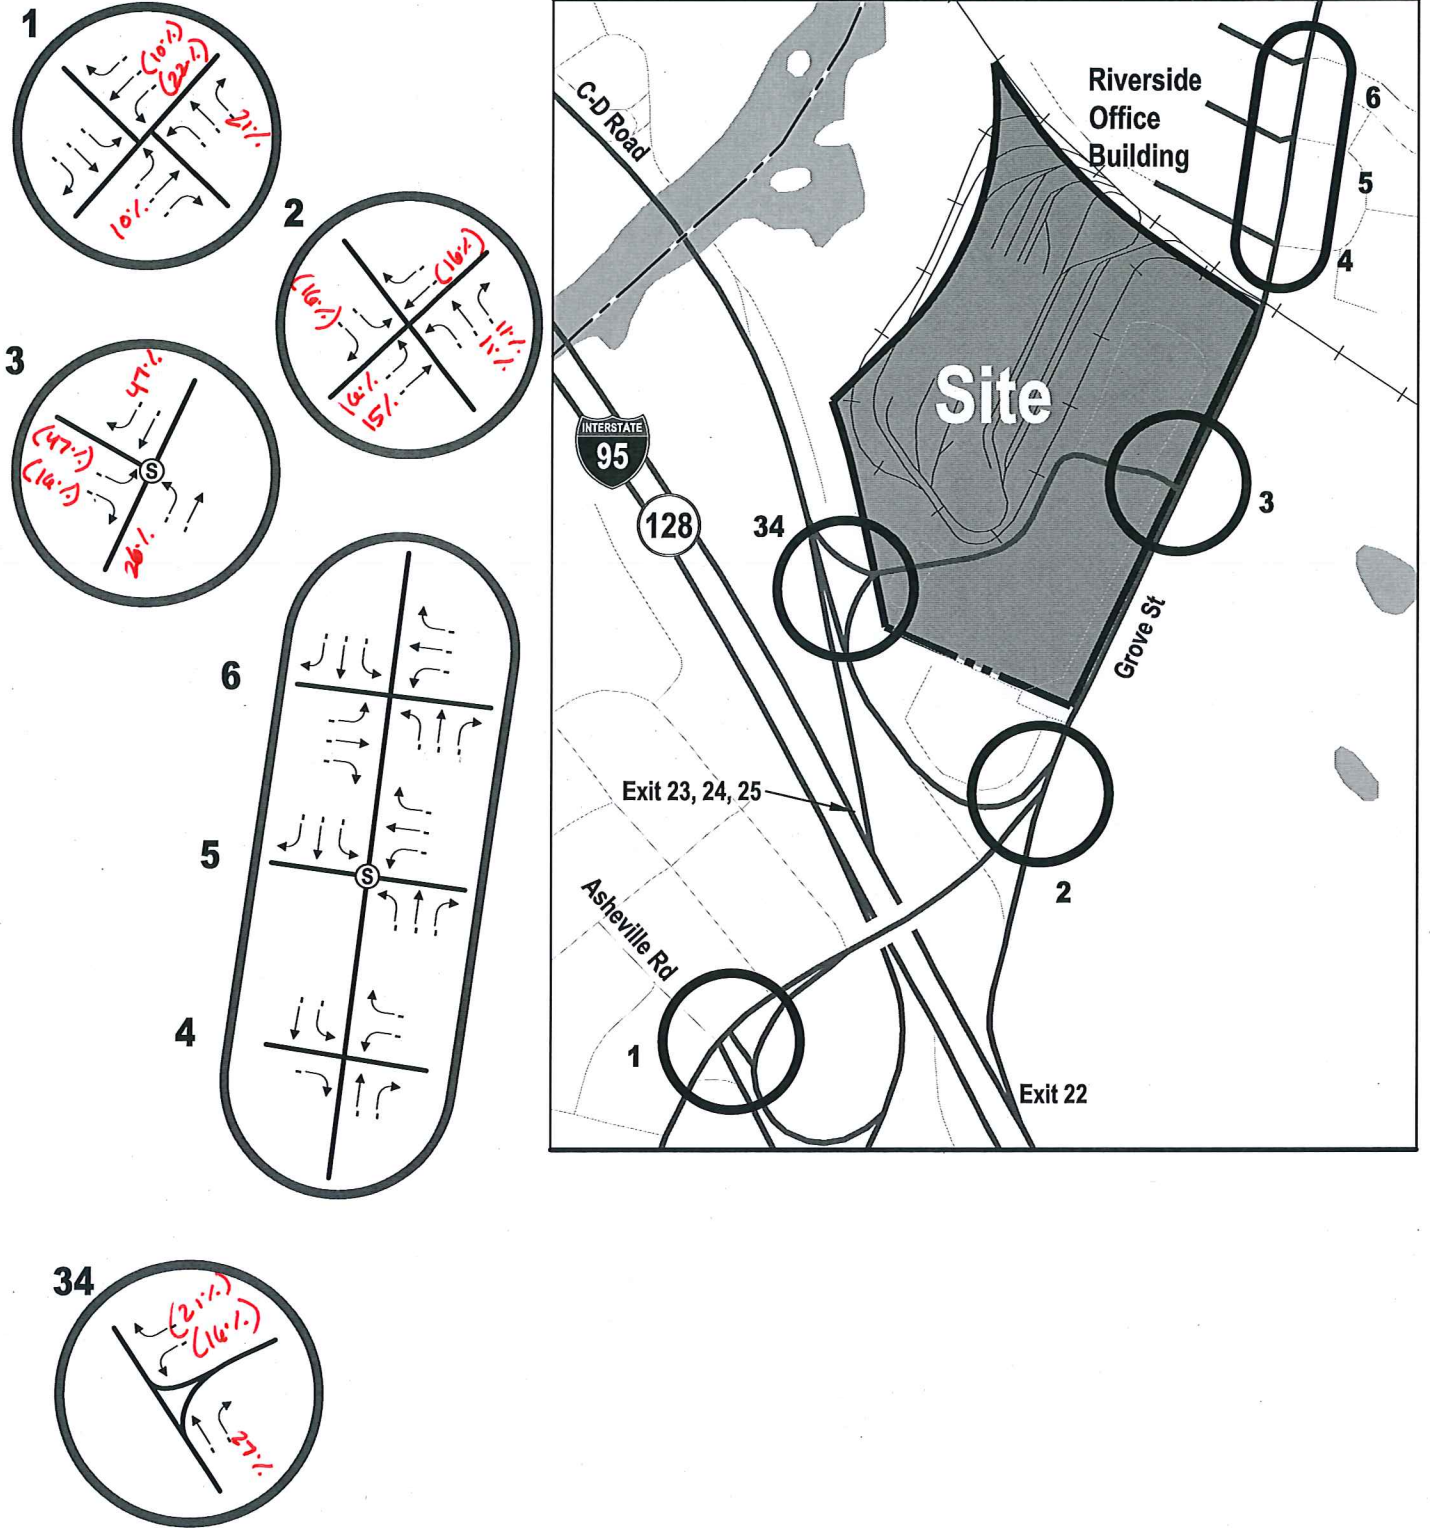 1
(10%)
(22%)
21%
10%
2
(16%)
(16%)
11%
11%
15%
3
47%
(47%)
26%
S
6
5
S
4
34
(21%)
(16%)
27%
C-D Road
Riverside
Office
Building
6
5
4
Site
INTERSTATE
95
128
34
3
Grove St
Exit 23, 24, 25
2
Asheville Rd
1
Exit 22